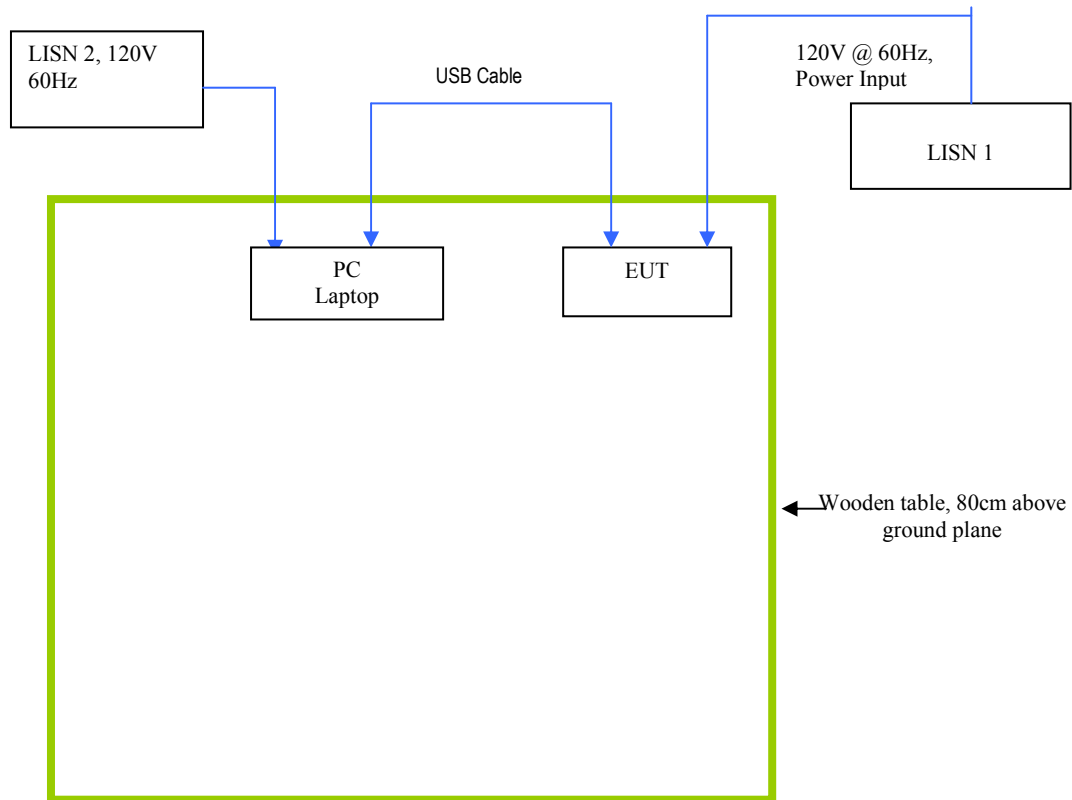 LISN 2, 120V
60Hz
USB Cable
120V @ 60Hz,
Power Input
LISN 1
PC
Laptop
EUT
Wooden table, 80cm above
ground plane